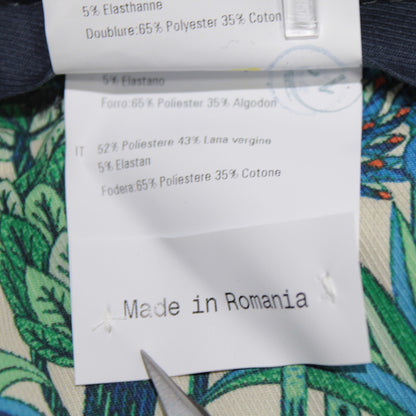 5% Elasthanne
Doublure:65% Polyester 35% Coton
5% Elastano
Forro:65% Poliester 35% Algodon
IT 52% Poliestere 43% Lana vergine
5% Elastan
Fodera:65% Poliestere 35% Cotone
Made in Romania